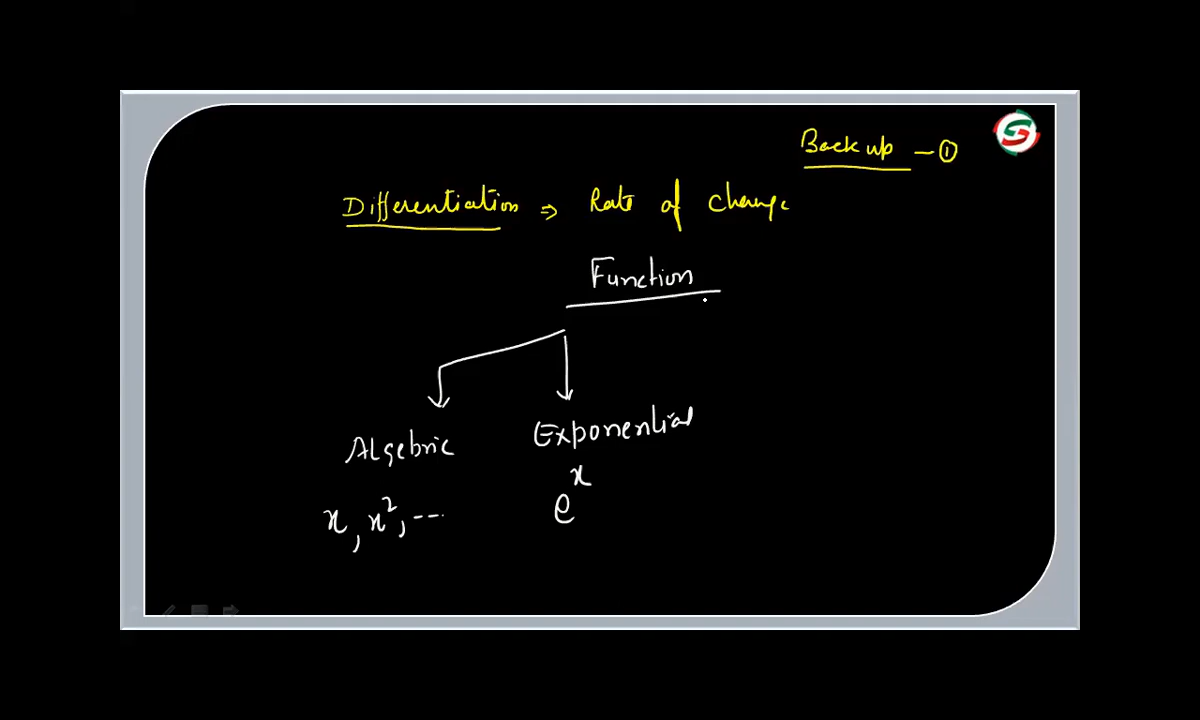 Back up - ①
Differentiation ⇒ Rate of change
Function
Algebric Exponential
x, x², --- eˣ